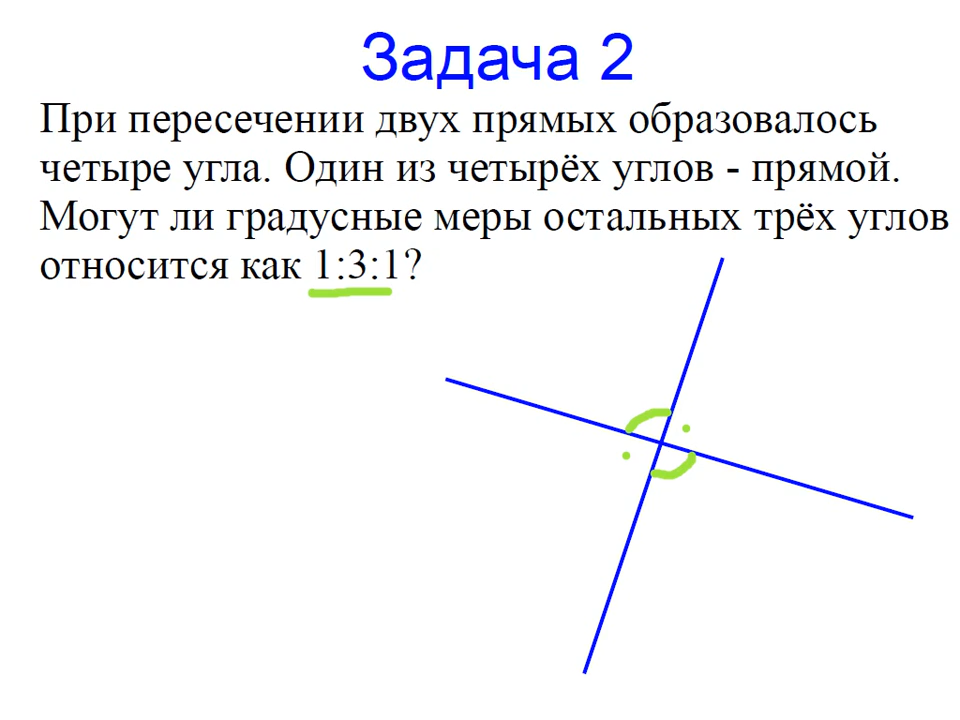 Задача 2
При пересечении двух прямых образовалось
четыре угла. Один из четырёх углов - прямой.
Могут ли градусные меры остальных трёх углов
относится как 1:3:1?